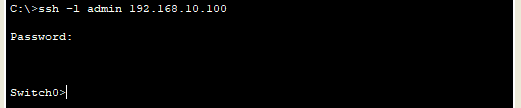 C:\>ssh -l admin 192.168.10.100
Password:
Switch0>